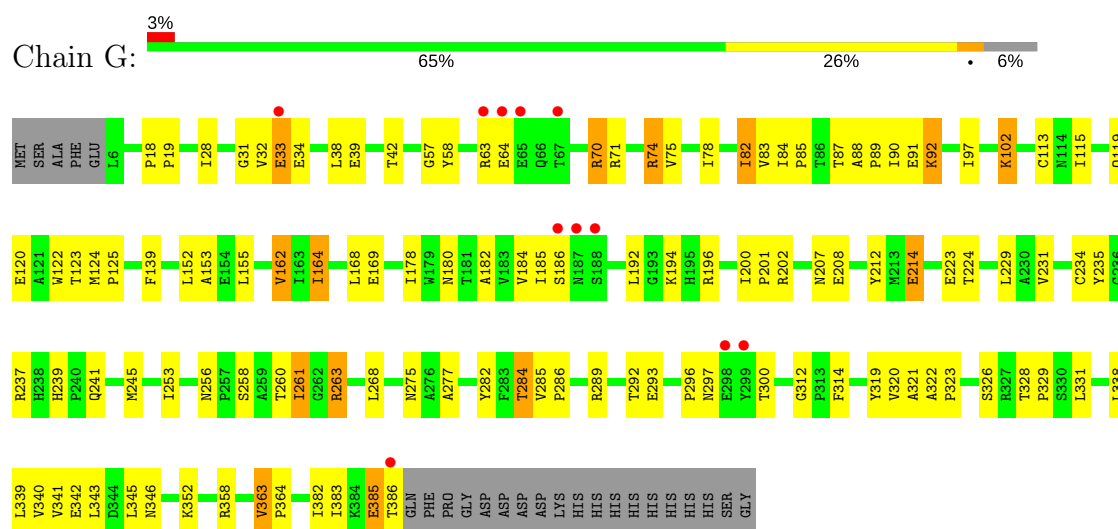 3%
Chain G:
65% 26% • 6%
MET SER ALA PHE GLU L6 P18 P19 I28 G31 V32 E33 E34 L38 E39 T42 G57 Y58 R63 E64 E65 Q66 T67 R70 R71 R74 V75 I78 I82 V83 I84 P85 T86 T87 A88 P89 I90 E91 K92 I97 K102 C113 N114 I115
E120 A121 W122 T123 M124 P125 F139 L152 A153 E154 L155 V162 I163 I164 L168 E169 I178 W179 N180 T181 A182 V183 V184 I185 S186 N187 S188 L192 G193 K194 H195 R196 I200 P201 R202 N207 E208 Y212 M213 E214 E223 T224 L229 A230 V231 C234 Y235
R237 H238 H239 P240 Q241 M245 I253 N256 P257 S258 A259 T260 I261 G262 R263 L268 N275 A276 A277 Y282 F283 T284 V285 P286 R289 T292 E293 P296 N297 E298 Y299 T300 G312 P313 F314 Y319 V320 A321 A322 P323 S326 R327 T328 P329 S330 L331
L339 V340 V341 E342 L343 D344 L345 N346 K352 R358 V363 P364 I382 I383 K384 E385 T386 GLN PHE PRO GLY ASP ASP ASP ASP LYS HIS HIS HIS HIS HIS HIS HIS HIS SER GLY